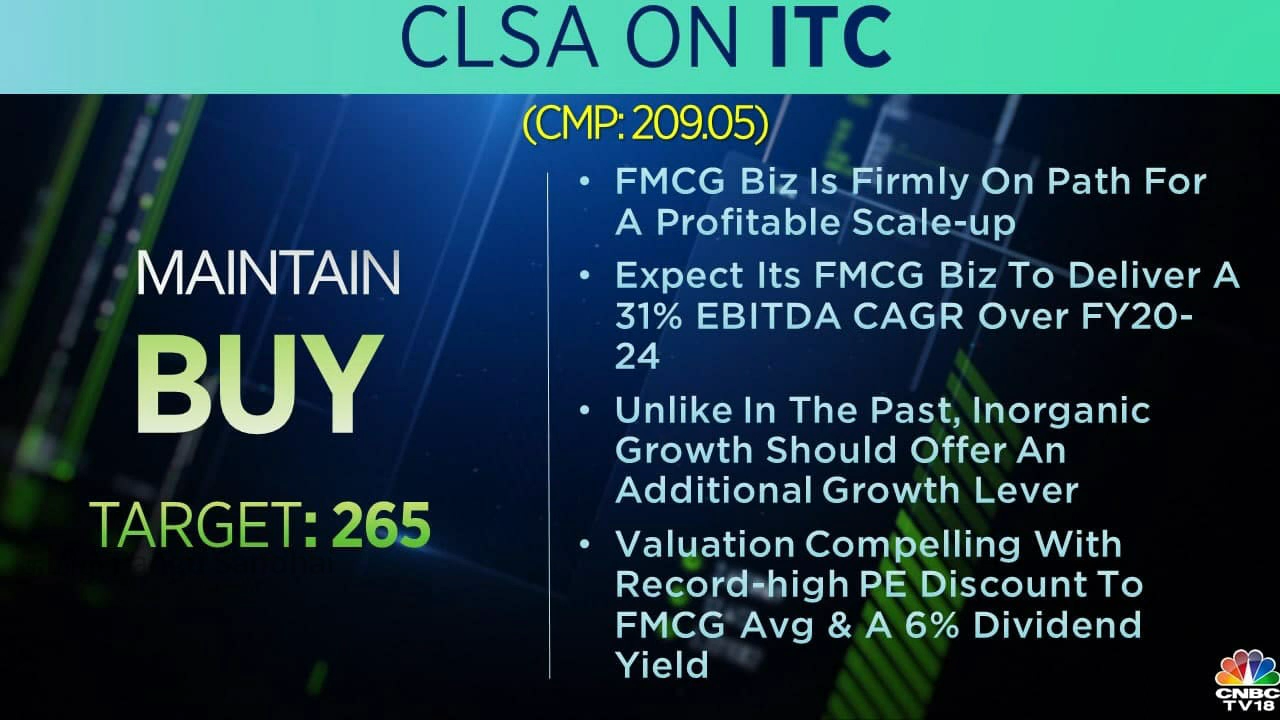 CLSA ON ITC
(CMP: 209.05)
MAINTAIN
BUY
TARGET: 265
• FMCG Biz Is Firmly On Path For
A Profitable Scale-up
• Expect Its FMCG Biz To Deliver A
31% EBITDA CAGR Over FY20-
24
• Unlike In The Past, Inorganic
Growth Should Offer An
Additional Growth Lever
• Valuation Compelling With
Record-high PE Discount To
FMCG Avg & A 6% Dividend
Yield
CNBC
TV18